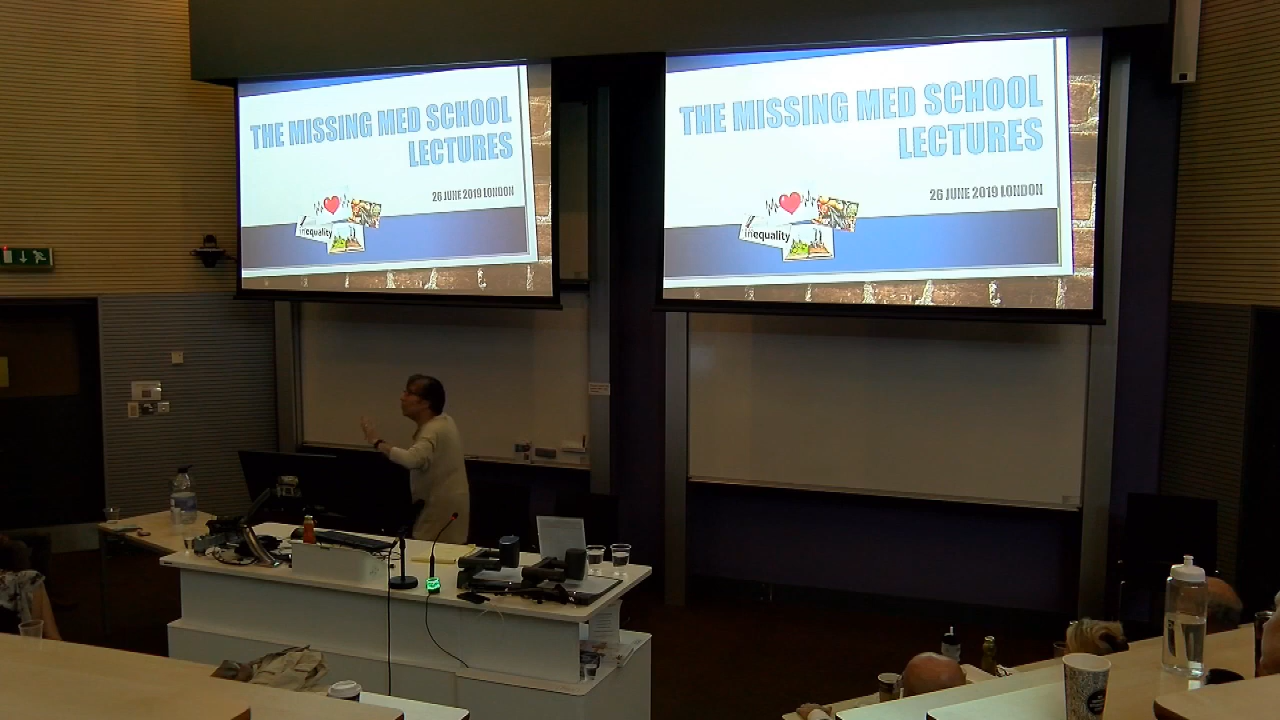 THE MISSING MED SCHOOL
LECTURES
26 JUNE 2019 LONDON
inequality
THE MISSING MED SCHOOL
LECTURES
26 JUNE 2019 LONDON
inequality